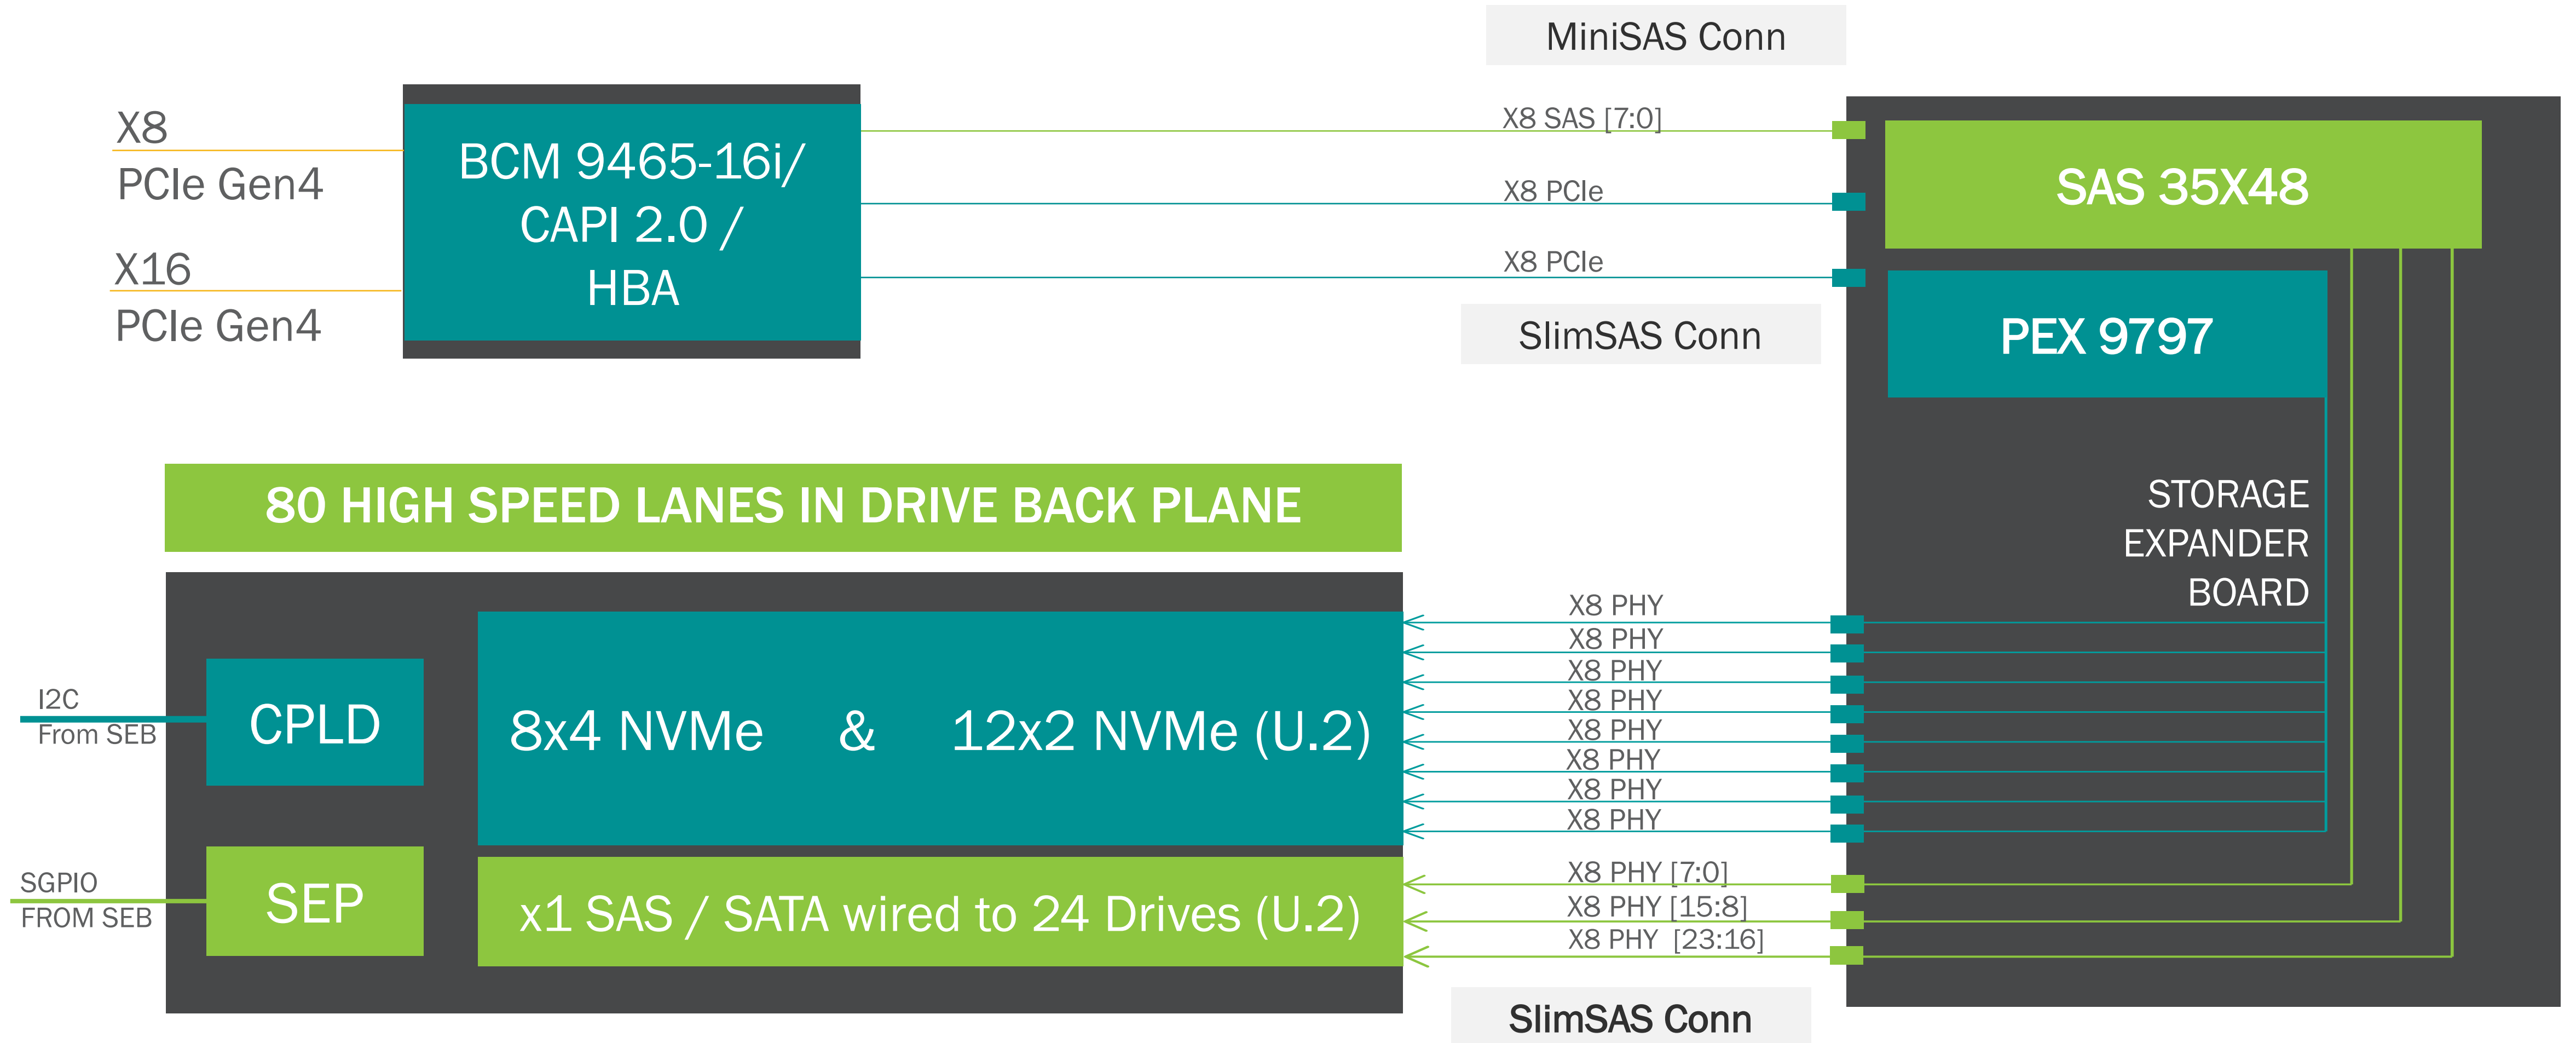 MiniSAS Conn
X8
PCIe Gen4
X16
PCIe Gen4
BCM 9465-16i/
CAPI 2.0 /
HBA
X8 SAS [7:0]
X8 PCIe
X8 PCIe
SlimSAS Conn
SAS 35X48
PEX 9797
STORAGE
EXPANDER
BOARD
80 HIGH SPEED LANES IN DRIVE BACK PLANE
I2C
From SEB
CPLD
8x4 NVMe & 12x2 NVMe (U.2)
SGPIO
FROM SEB
SEP
x1 SAS / SATA wired to 24 Drives (U.2)
X8 PHY
X8 PHY
X8 PHY
X8 PHY
X8 PHY
X8 PHY
X8 PHY
X8 PHY
X8 PHY [7:0]
X8 PHY [15:8]
X8 PHY [23:16]
SlimSAS Conn